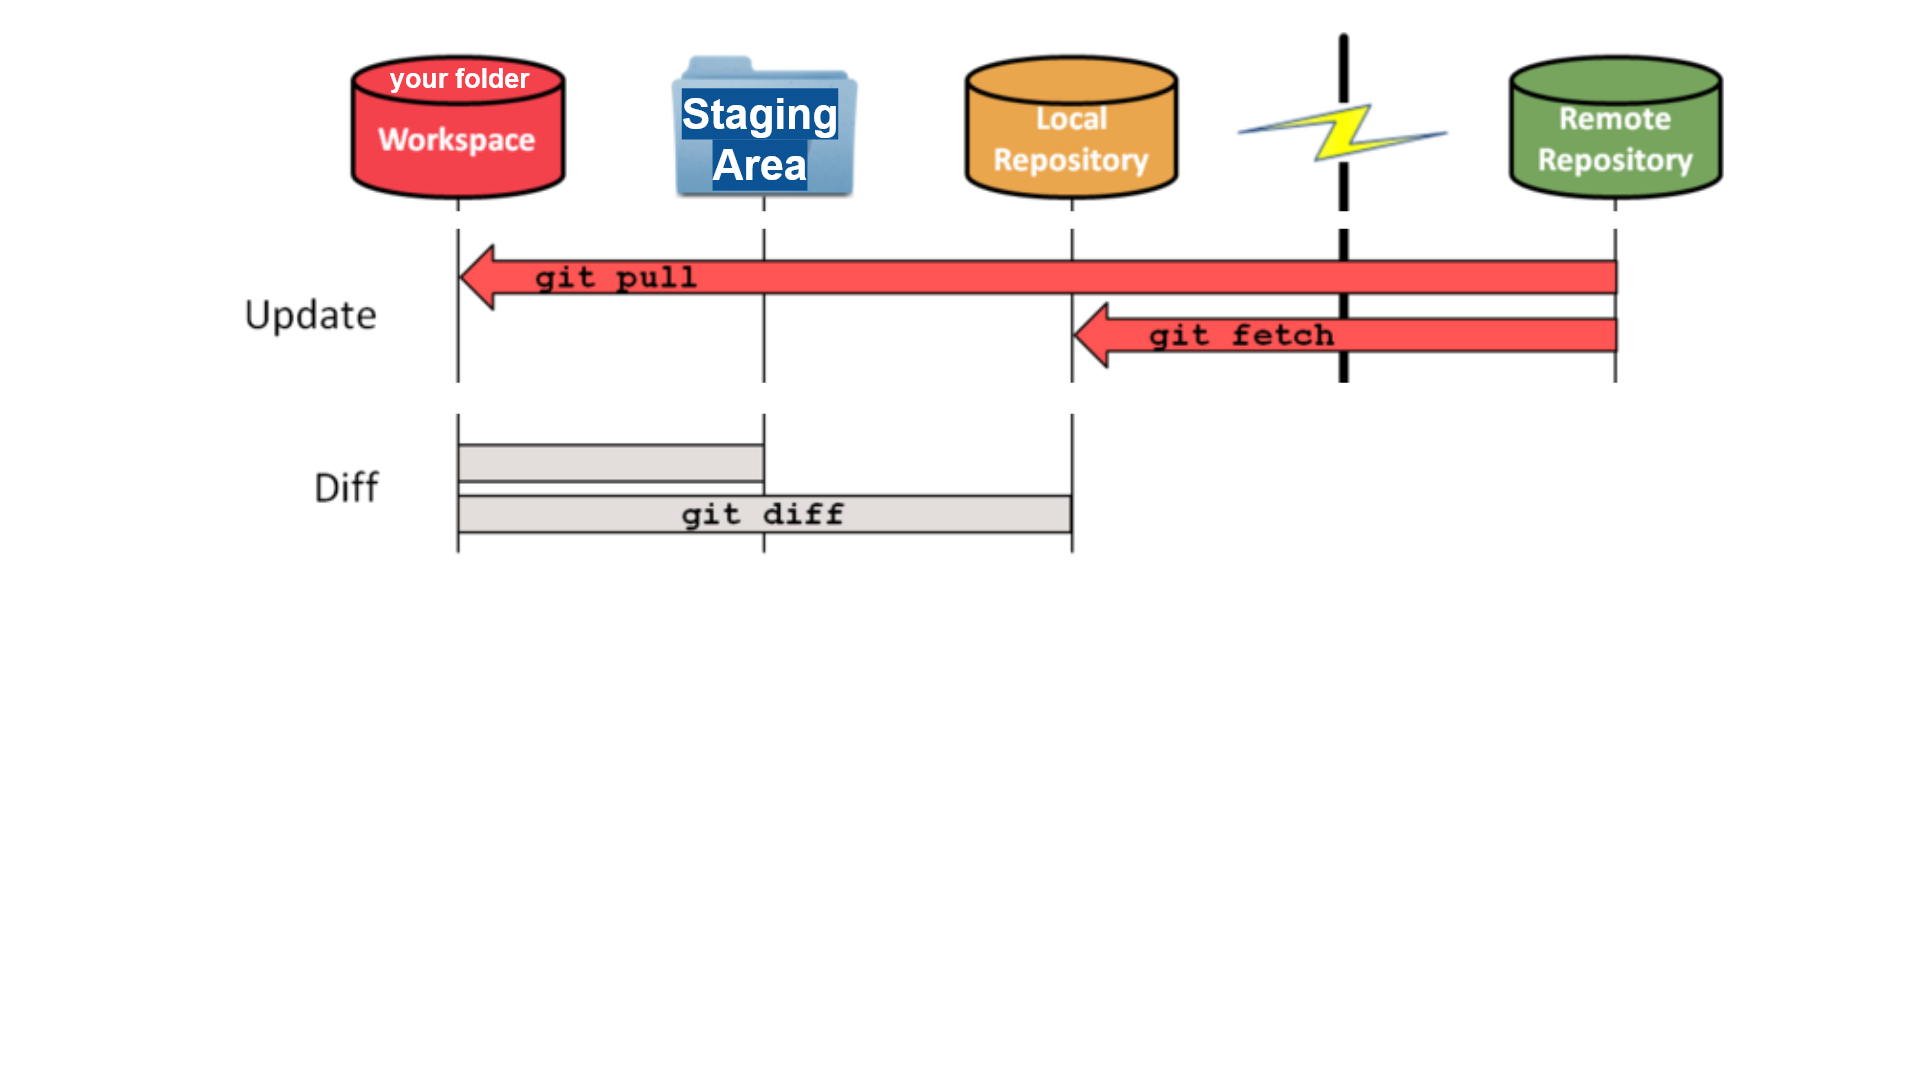 your folder
Workspace
Staging
Area
Local
Repository
Remote
Repository
git pull
Update
git fetch
Diff
git diff